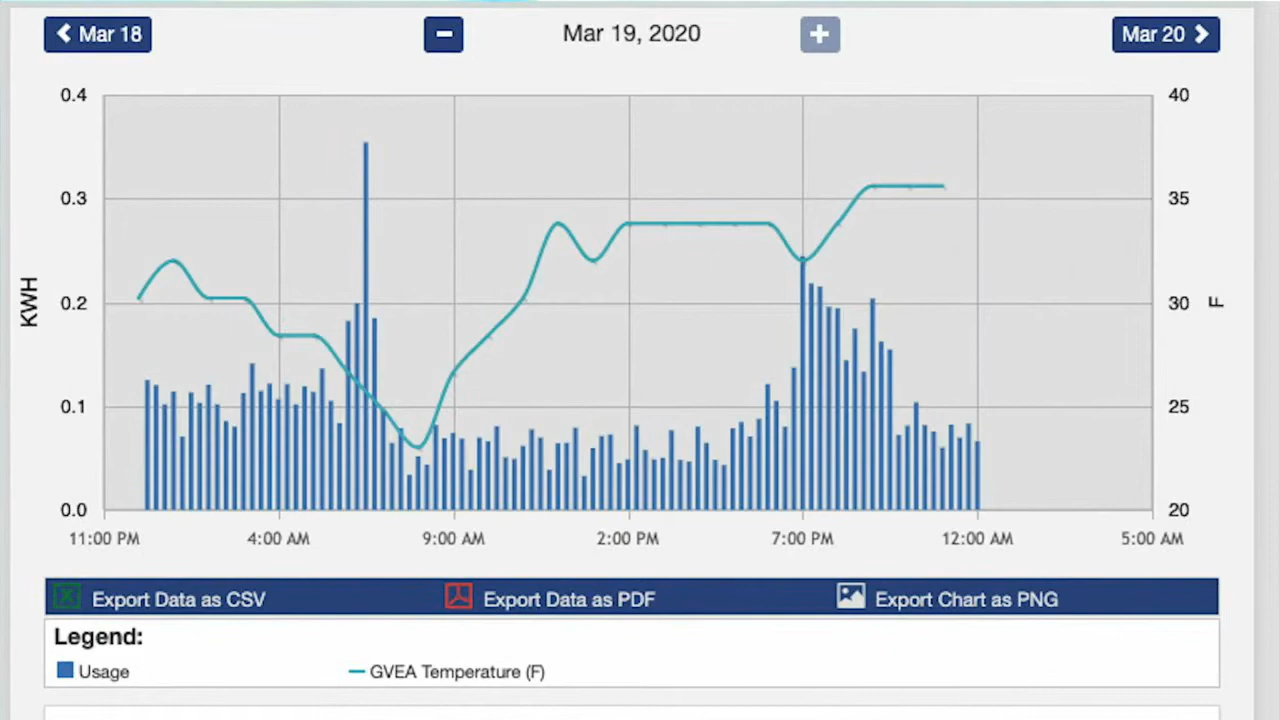 Mar 18
Mar 19, 2020
Mar 20
0.4
40
0.3
35
KWH
0.2
30
F
0.1
25
0.0
20
11:00 PM 4:00 AM 9:00 AM 2:00 PM 7:00 PM 12:00 AM 5:00 AM
Export Data as CSV Export Data as PDF Export Chart as PNG
Legend:
Usage GVEA Temperature (F)